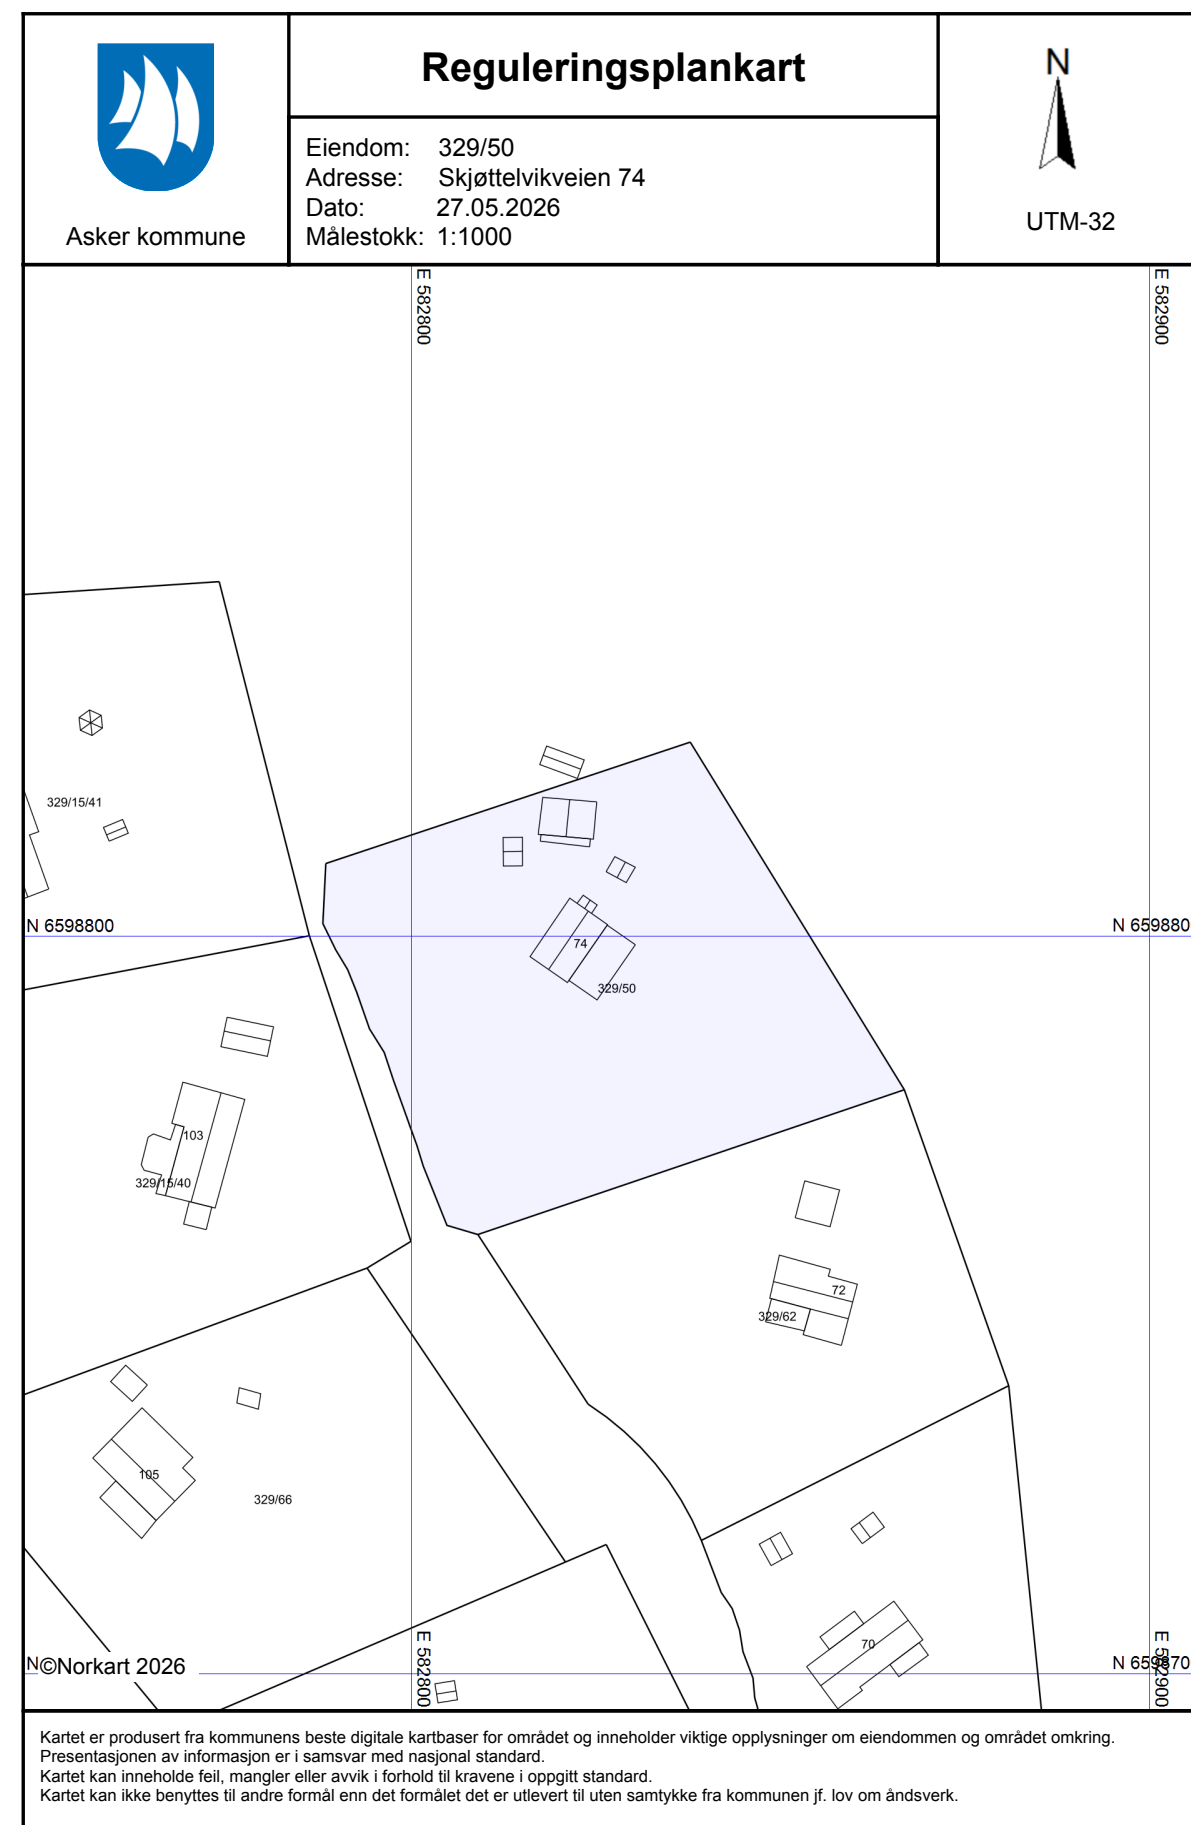 Reguleringsplankart
Eiendom: 329/50
Adresse: Skjøttelvikveien 74
Dato: 27.05.2026
Målestokk: 1:1000
Asker kommune
N
UTM-32
E 582800
E 582900
329/15/41
N 6598800
N 659880
74
329/50
103
329/15/40
72
329/62
105
329/66
70
E 582800
E 582900
N
©Norkart 2026
N 659870
Kartet er produsert fra kommunens beste digitale kartbaser for området og inneholder viktige opplysninger om eiendommen og området omkring.
Presentasjonen av informasjon er i samsvar med nasjonal standard.
Kartet kan inneholde feil, mangler eller avvik i forhold til kravene i oppgitt standard.
Kartet kan ikke benyttes til andre formål enn det formålet det er utlevert til uten samtykke fra kommunen jf. lov om åndsverk.